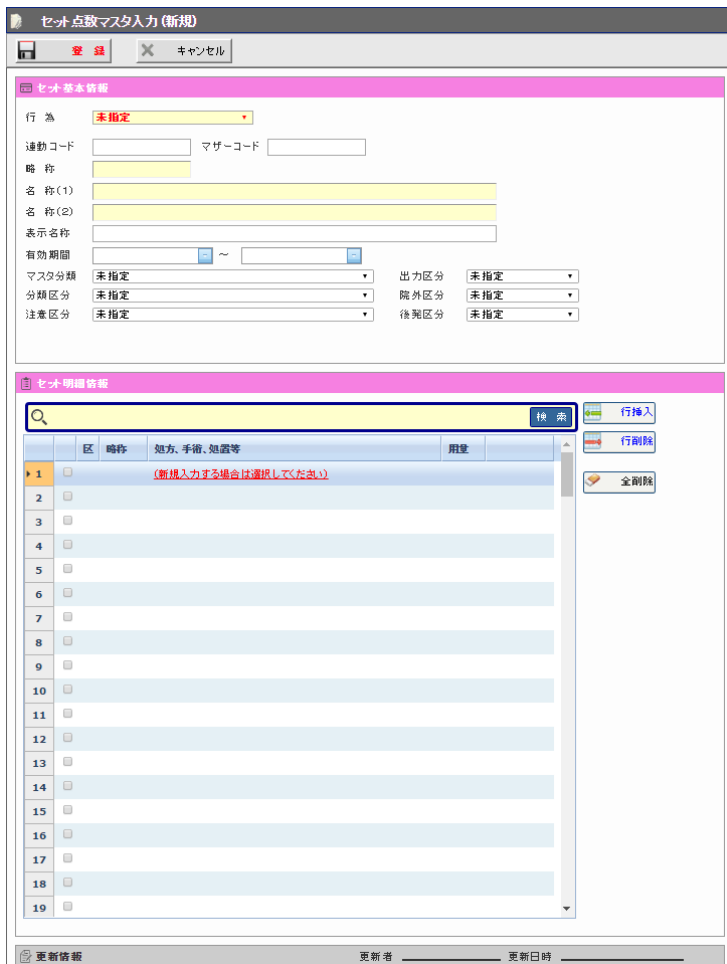 セット点数マスタ入力(新規)
登 録 キャンセル
セット基本情報
行 為 未指定
連動コード マザーコード
略 称
名 称(1)
名 称(2)
表示名称
有効期間 ～
マスタ分類 未指定 出力区分 未指定
分類区分 未指定 院外区分 未指定
注意区分 未指定 後発区分 未指定
セット明細情報
検 索 行挿入
区 略称 処方、手術、処置等 用量 行削除
1 (新規入力する場合は選択してください)
全削除
2
3
4
5
6
7
8
9
10
11
12
13
14
15
16
17
18
19
更新情報 更新者 更新日時